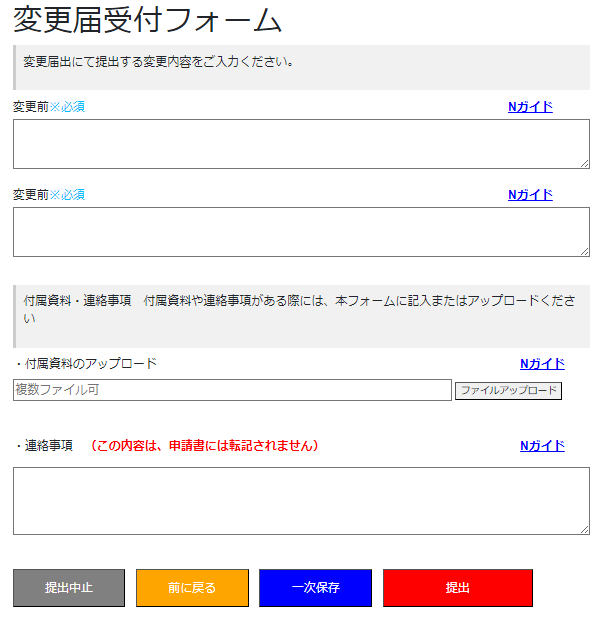 変更届受付フォーム
変更届出にて提出する変更内容をご入力ください。
変更前※必須 Nガイド
変更前※必須 Nガイド
付属資料・連絡事項　付属資料や連絡事項がある際には、本フォームに記入またはアップロードくださ
い
・付属資料のアップロード Nガイド
複数ファイル可 ファイルアップロード
・連絡事項　（この内容は、申請書には転記されません） Nガイド
提出中止 前に戻る 一次保存 提出